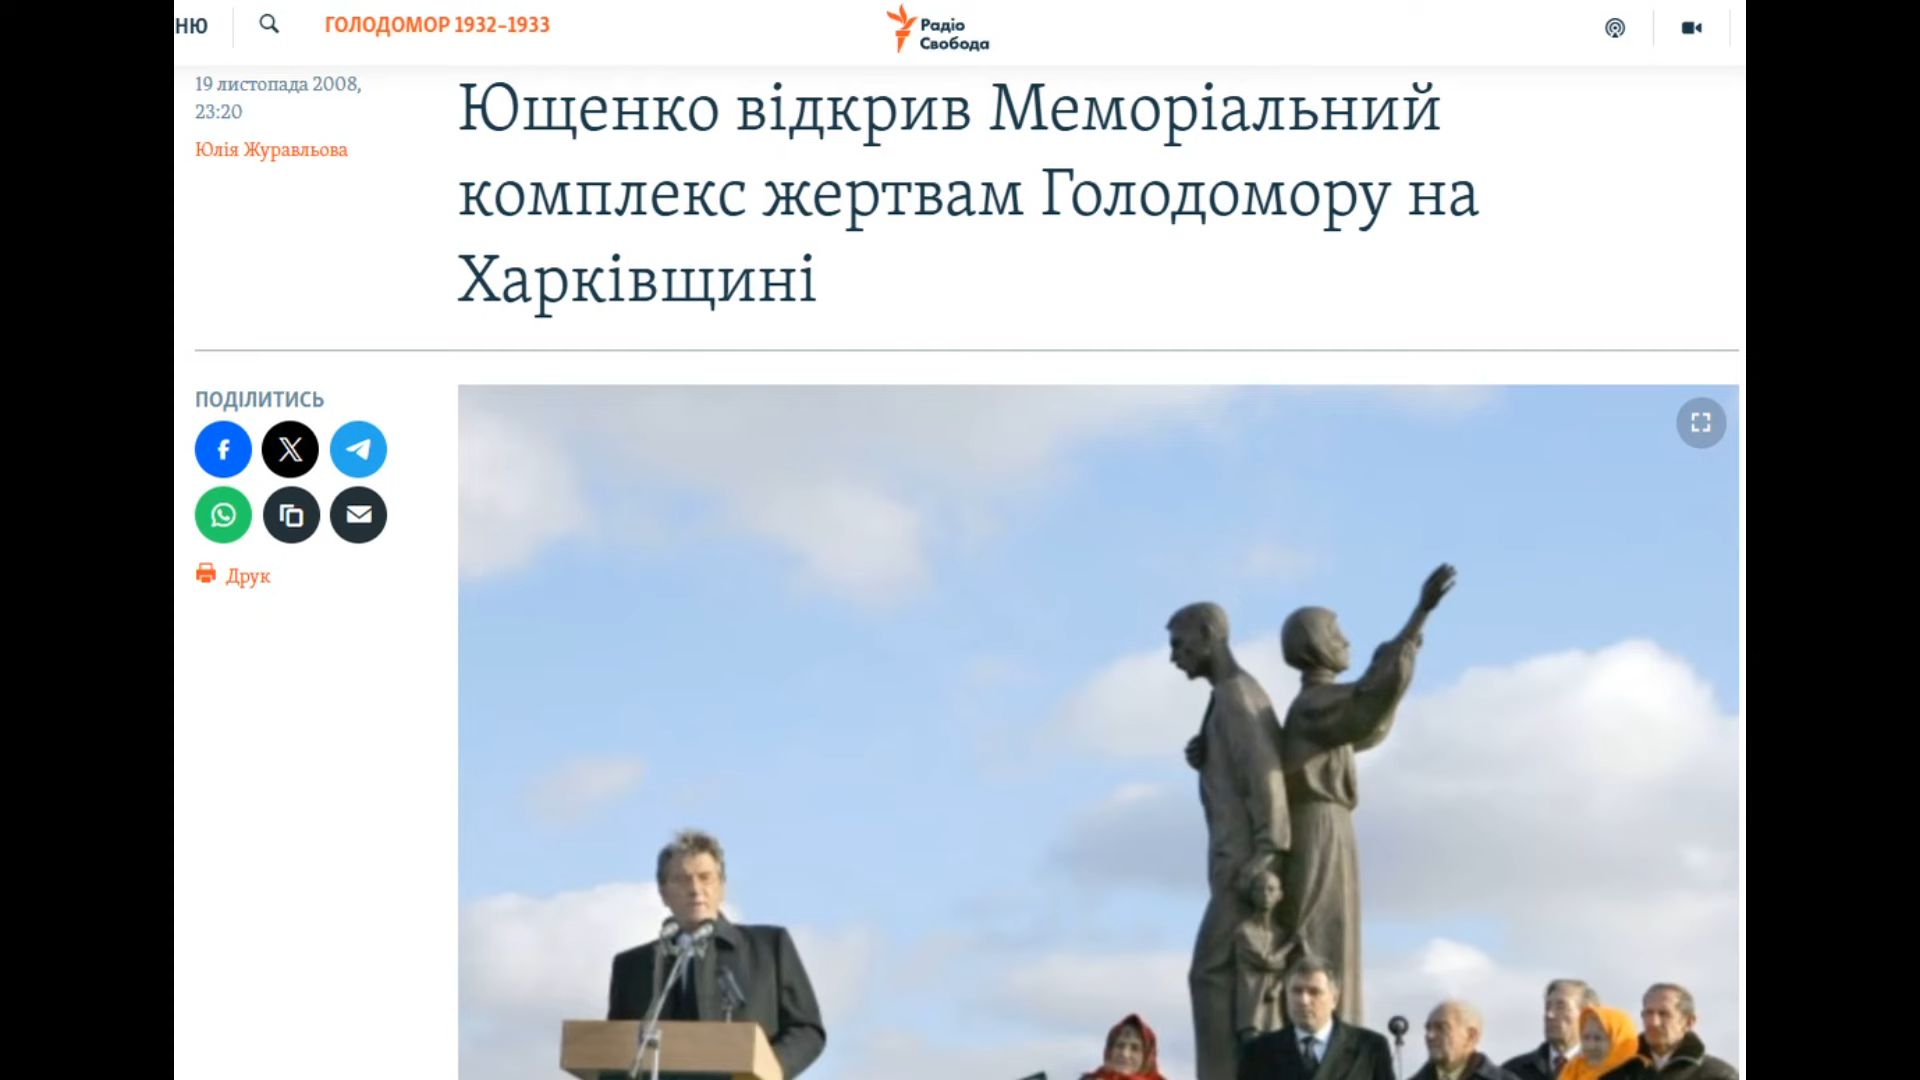 НЮ
ГОЛОДОМОР 1932–1933
Радіо
Свобода
19 листопада 2008,
23:20
Юлія Журавльова
Ющенко відкрив Меморіальний
комплекс жертвам Голодомору на
Харківщині
ПОДІЛИТИСЬ
Друк